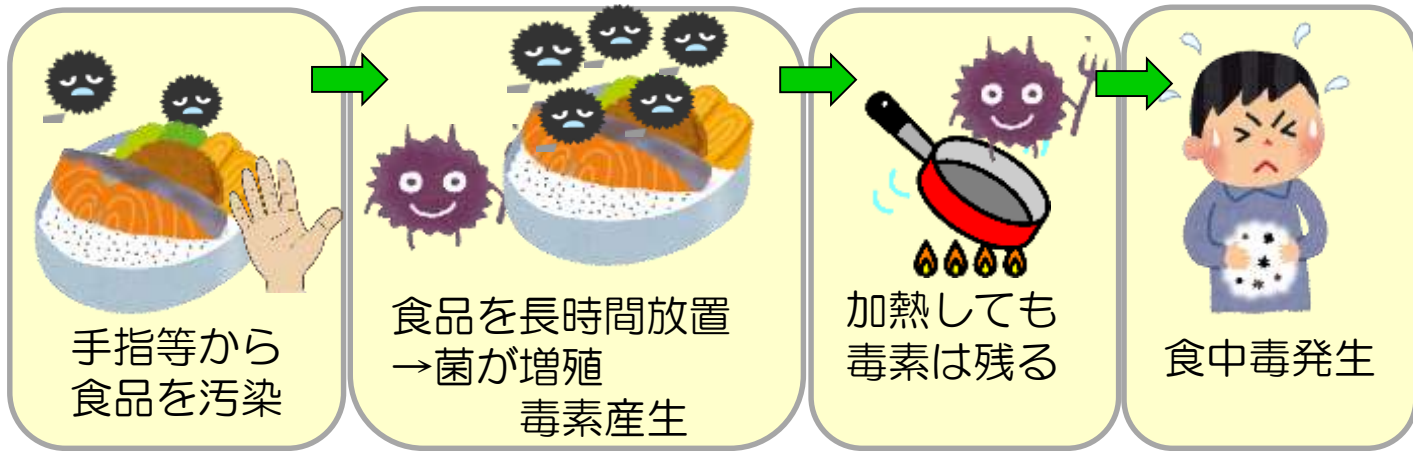 手指等から
食品を汚染
食品を長時間放置
→菌が増殖
毒素産生
加熱しても
毒素は残る
食中毒発生